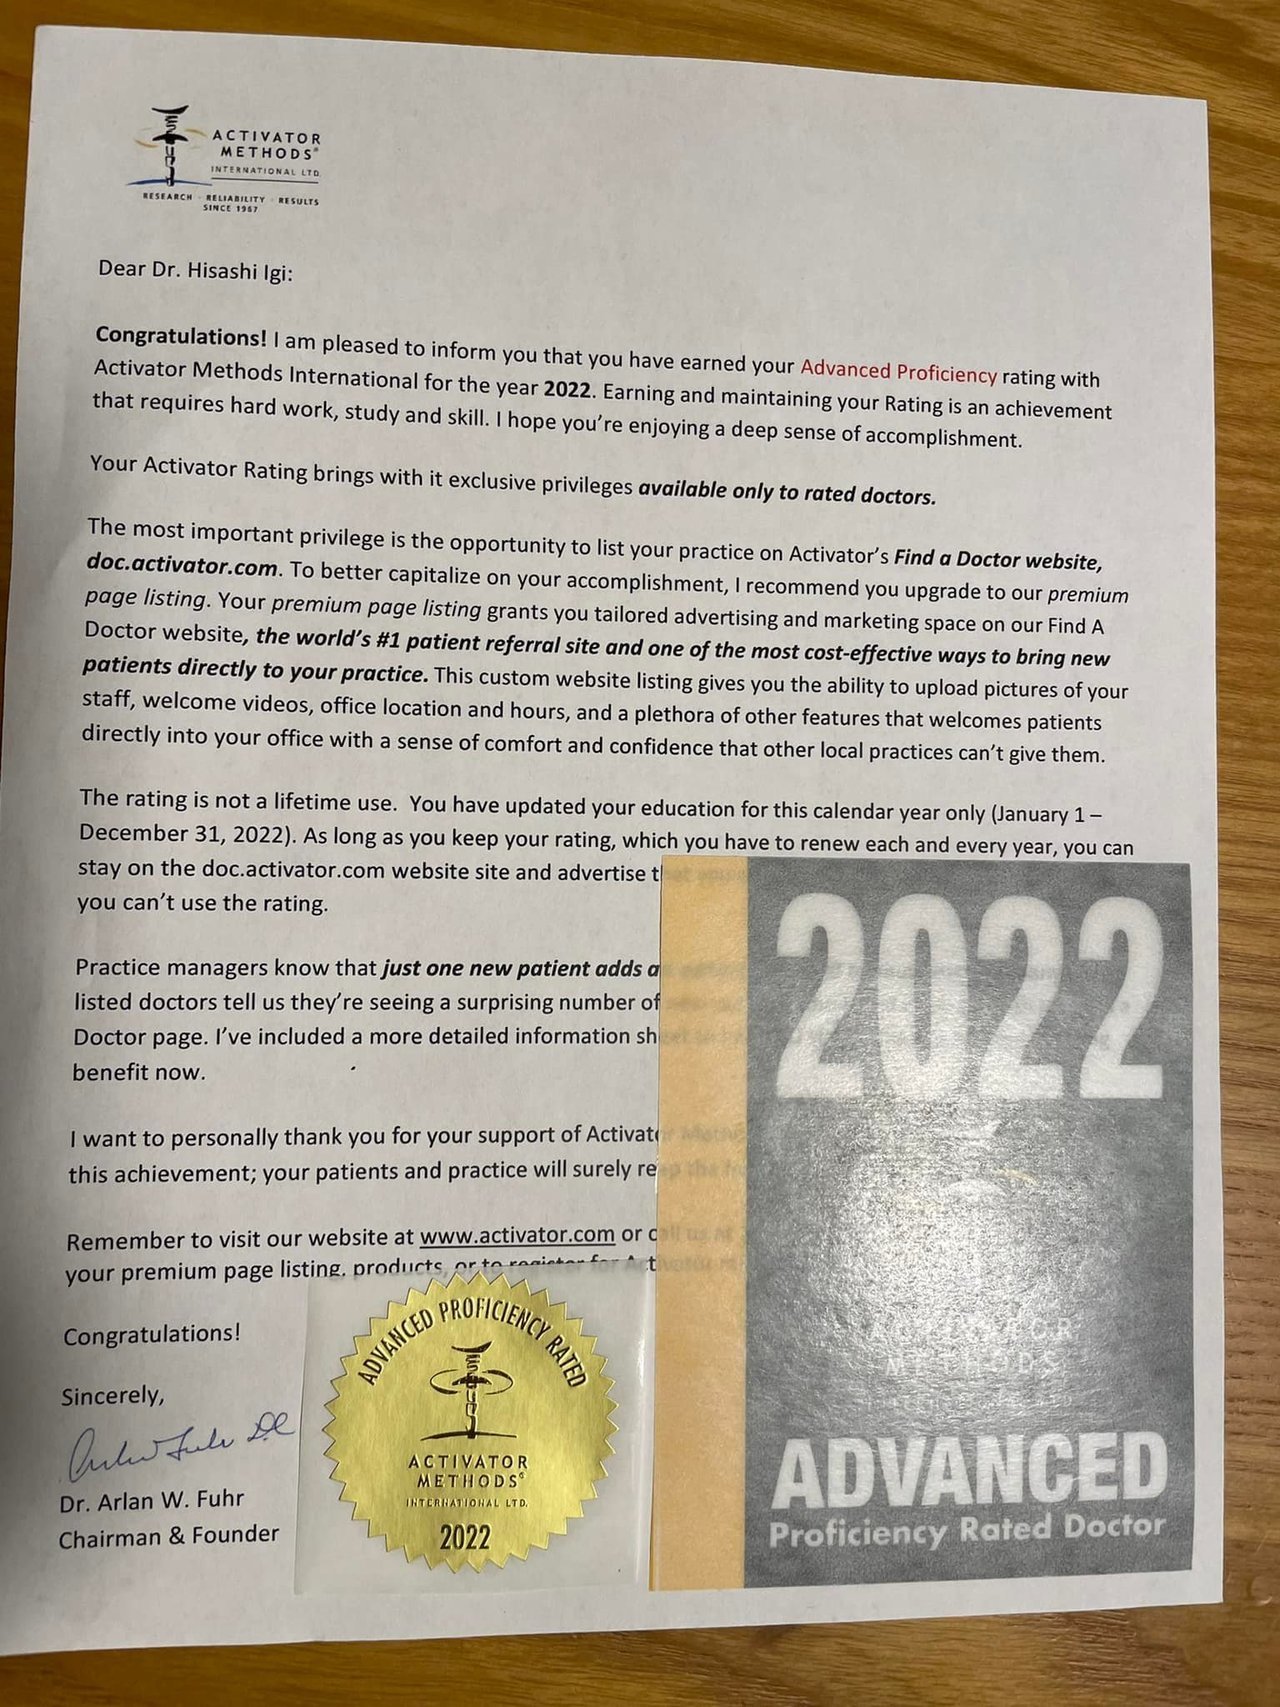 ACTIVATOR
METHODS®
INTERNATIONAL LTD.
RESEARCH · RELIABILITY · RESULTS
SINCE 1967
Dear Dr. Hisashi Igi:
Congratulations! I am pleased to inform you that you have earned your Advanced Proficiency rating with
Activator Methods International for the year 2022. Earning and maintaining your Rating is an achievement
that requires hard work, study and skill. I hope you're enjoying a deep sense of accomplishment.
Your Activator Rating brings with it exclusive privileges available only to rated doctors.
The most important privilege is the opportunity to list your practice on Activator's Find a Doctor website,
doc.activator.com. To better capitalize on your accomplishment, I recommend you upgrade to our premium
page listing. Your premium page listing grants you tailored advertising and marketing space on our Find A
Doctor website, the world's #1 patient referral site and one of the most cost-effective ways to bring new
patients directly to your practice. This custom website listing gives you the ability to upload pictures of your
staff, welcome videos, office location and hours, and a plethora of other features that welcomes patients
directly into your office with a sense of comfort and confidence that other local practices can't give them.
The rating is not a lifetime use. You have updated your education for this calendar year only (January 1 –
December 31, 2022). As long as you keep your rating, which you have to renew each and every year, you can
stay on the doc.activator.com website site and advertise
you can't use the rating.
Practice managers know that just one new patient adds
listed doctors tell us they're seeing a surprising number of
Doctor page. I've included a more detailed information
benefit now.
I want to personally thank you for your support of Activator
this achievement; your patients and practice will surely reap the
Remember to visit our website at www.activator.com or call us at
your premium page listing, products, or to register for
Congratulations!
Sincerely,
Dr. Arlan W. Fuhr
Chairman & Founder
ADVANCED PROFICIENCY RATED
ACTIVATOR
METHODS®
INTERNATIONAL LTD.
2022
2022
ADVANCED
Proficiency Rated Doctor